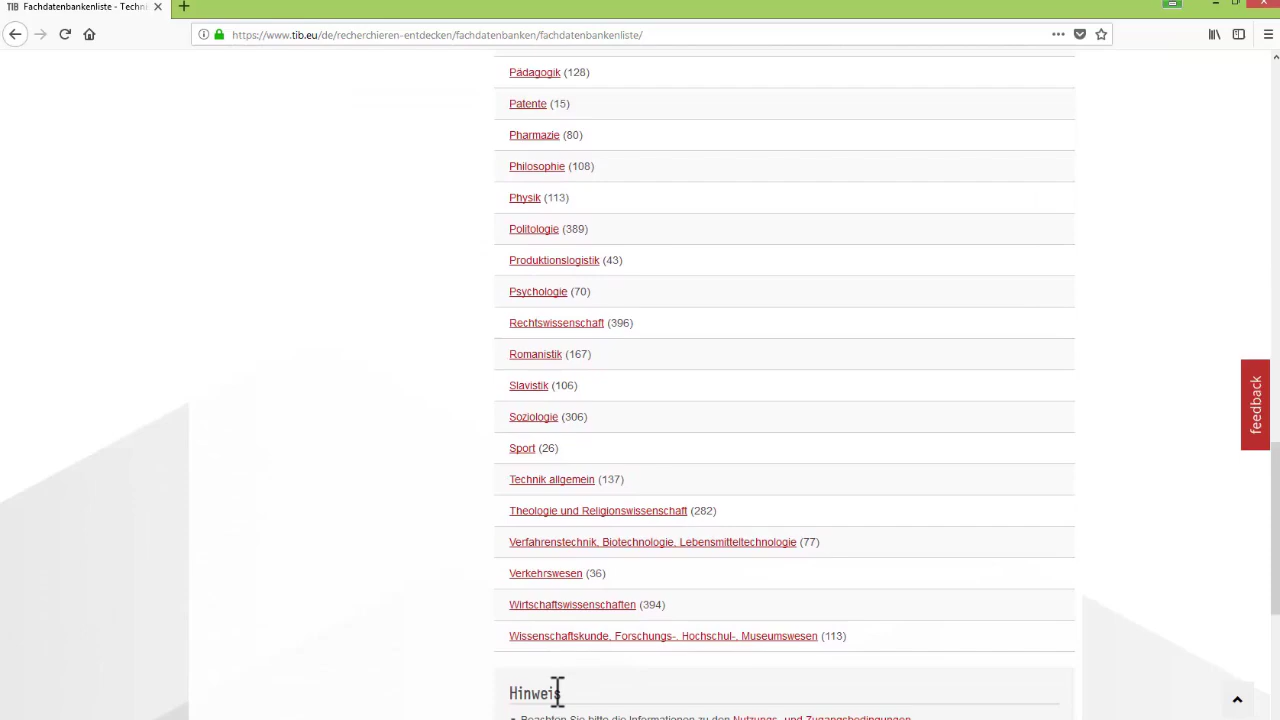 TIB Fachdatenbankenliste - Techni
https://www.tib.eu/de/recherchieren-entdecken/fachdatenbanken/fachdatenbankenliste/
Pädagogik (128)
Patente (15)
Pharmazie (80)
Philosophie (108)
Physik (113)
Politologie (389)
Produktionslogistik (43)
Psychologie (70)
Rechtswissenschaft (396)
Romanistik (167)
feedback
Slavistik (106)
Soziologie (306)
Sport (26)
Technik allgemein (137)
Theologie und Religionswissenschaft (282)
Verfahrenstechnik, Biotechnologie, Lebensmitteltechnologie (77)
Verkehrswesen (36)
Wirtschaftswissenschaften (394)
Wissenschaftskunde, Forschungs-, Hochschul-, Museumswesen (113)
Hinweis
Beachten Sie bitte die Informationen zu den Nutzungs- und Zugangsbedingungen